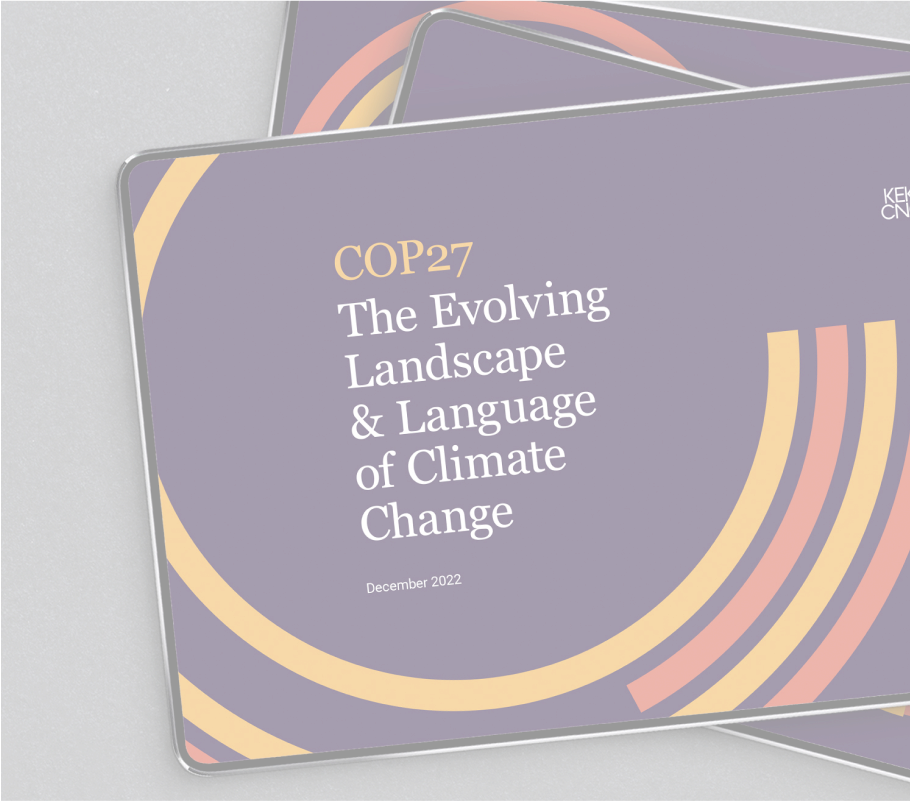 COP27
The Evolving
Landscape
& Language
of Climate
Change
December 2022